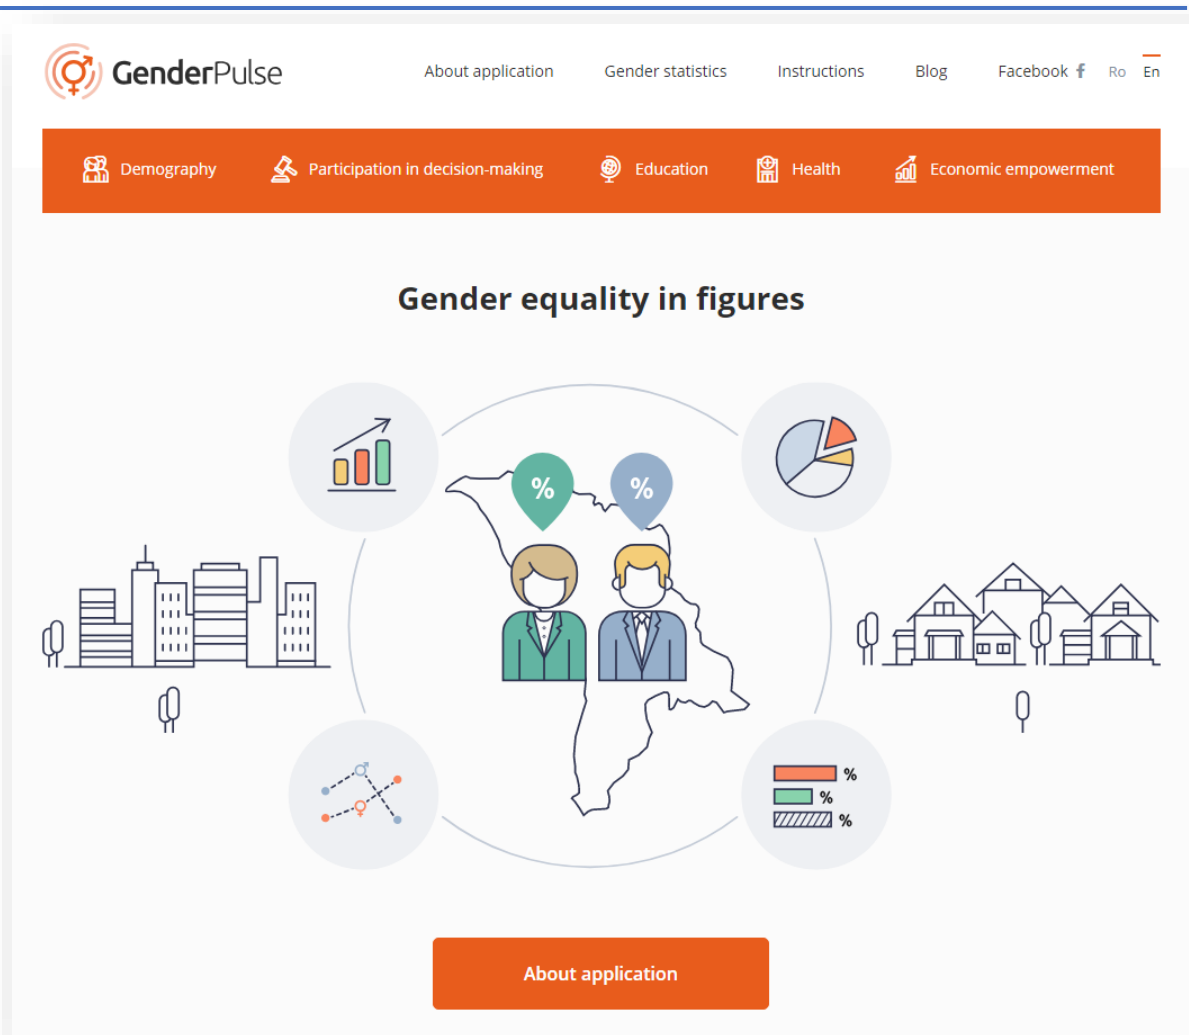 GenderPulse
About application Gender statistics Instructions Blog Facebook f Ro En
Demography Participation in decision-making Education Health Economic empowerment
Gender equality in figures
% %
%
%
%
About application